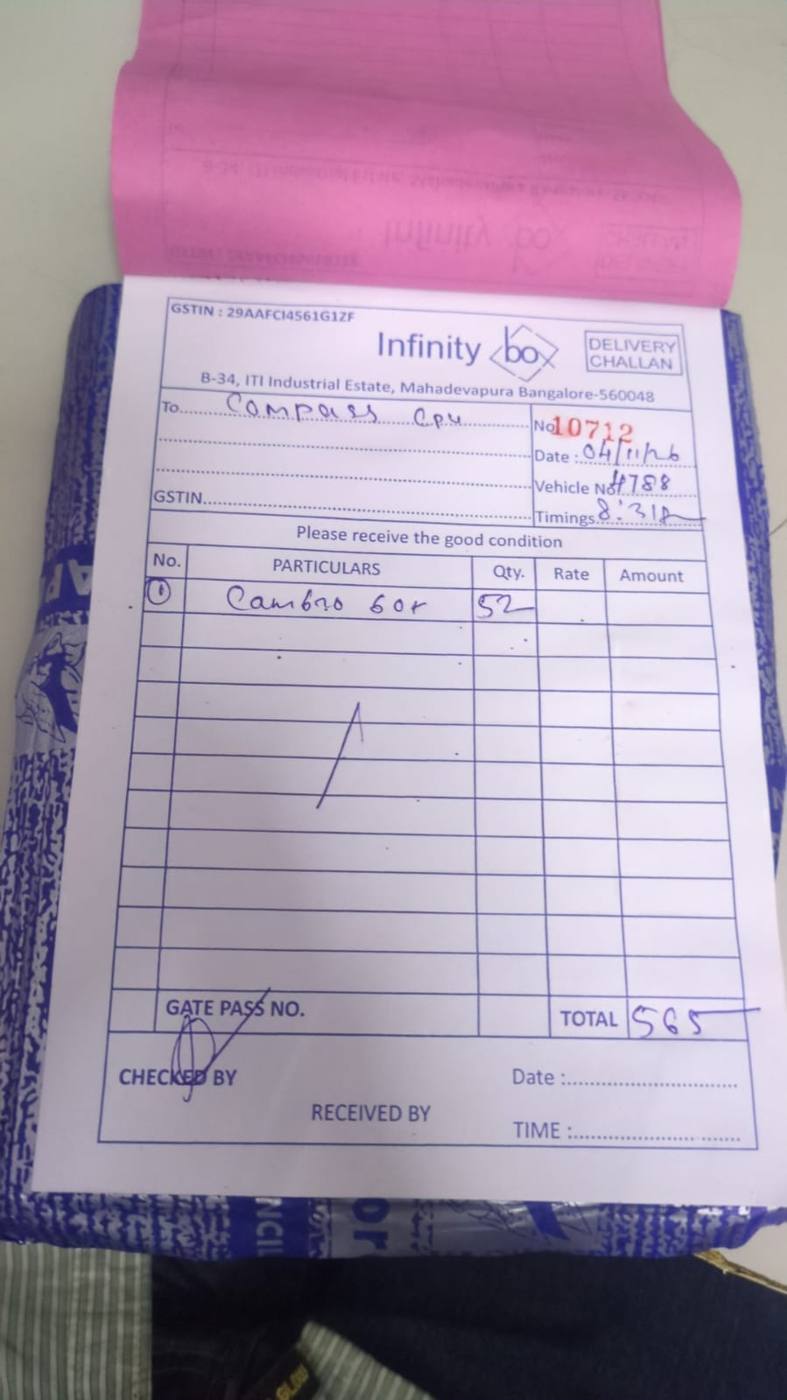 GSTIN : 29AAFCI4561G1ZF
Infinity box
DELIVERY CHALLAN
B-34, ITI Industrial Estate, Mahadevapura Bangalore-560048
To Compass Cpu
No. 10712
Date : 04/11/26
Vehicle No. 4788
GSTIN
Timings 8:31
Please receive the good condition
No. PARTICULARS Qty. Rate Amount
1 Cambro 52
GATE PASS NO.
TOTAL 565
CHECKED BY
Date :
RECEIVED BY
TIME :